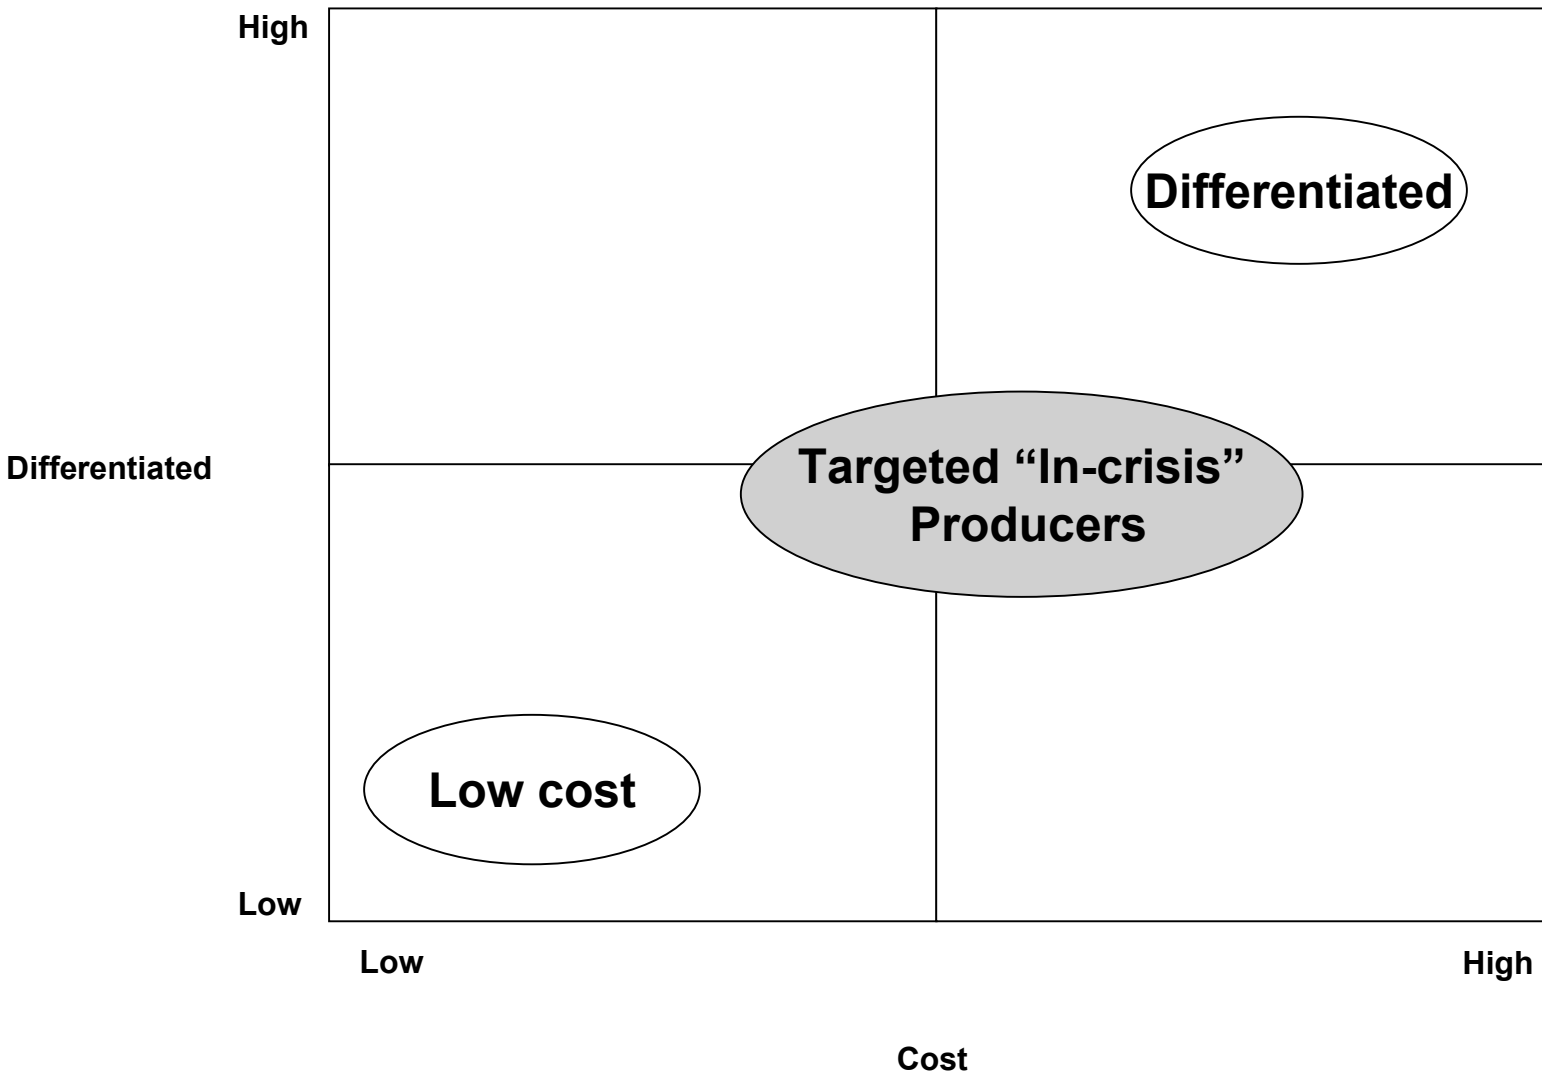 High
Differentiated
Differentiated
Targeted “In-crisis”
Producers
Low cost
Low
Low
High
Cost